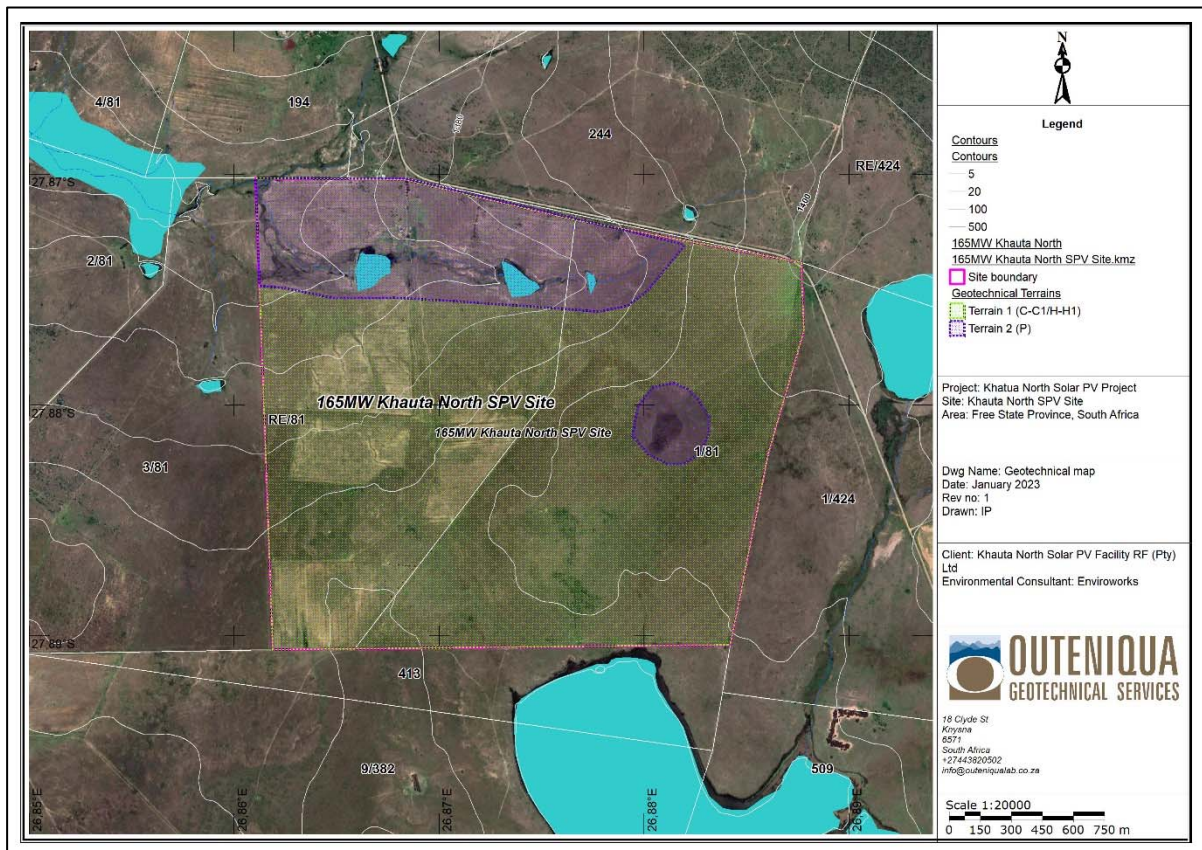 4/81
194
244
RE/424
27,87°S
1400
2/81
165MW Khauta North SPV Site
RE/81
165MW Khauta North SPV Site
27,88°S
1/81
3/81
1/424
27,89°S
413
9/382
509
26,85°E
26,86°E
26,87°E
26,88°E
26,89°E
N
Legend
Contours
Contours
5
20
100
500
165MW Khauta North
165MW Khauta North SPV Site.kmz
Site boundary
Geotechnical Terrains
Terrain 1 (C-C1/H-H1)
Terrain 2 (P)
Project: Khatua North Solar PV Project
Site: Khauta North SPV Site
Area: Free State Province, South Africa
Dwg Name: Geotechnical map
Date: January 2023
Rev no: 1
Drawn: IP
Client: Khauta North Solar PV Facility RF (Pty)
Ltd
Environmental Consultant: Enviroworks
OUTENIQUA
GEOTECHNICAL SERVICES
18 Clyde St
Knysna
6571
South Africa
+27443820502
info@outeniqualab.co.za
Scale 1:20000
0 150 300 450 600 750 m